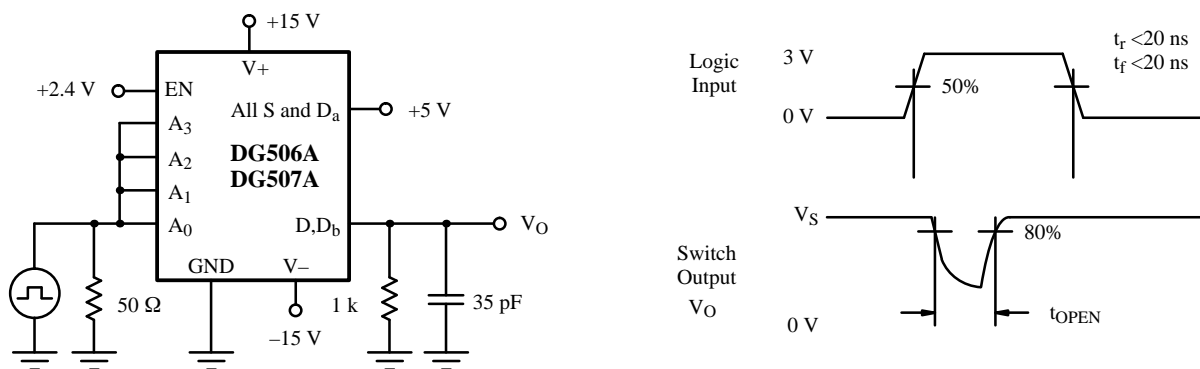 +15 V
V+
+2.4 V
EN
All S and Da
+5 V
A3
A2
DG506A
DG507A
A1
A0
D,Db
VO
GND
V–
50 Ω
1 k
35 pF
–15 V
Logic
Input
3 V
tr <20 ns
tf <20 ns
50%
0 V
VS
Switch
Output
VO
80%
0 V
tOPEN